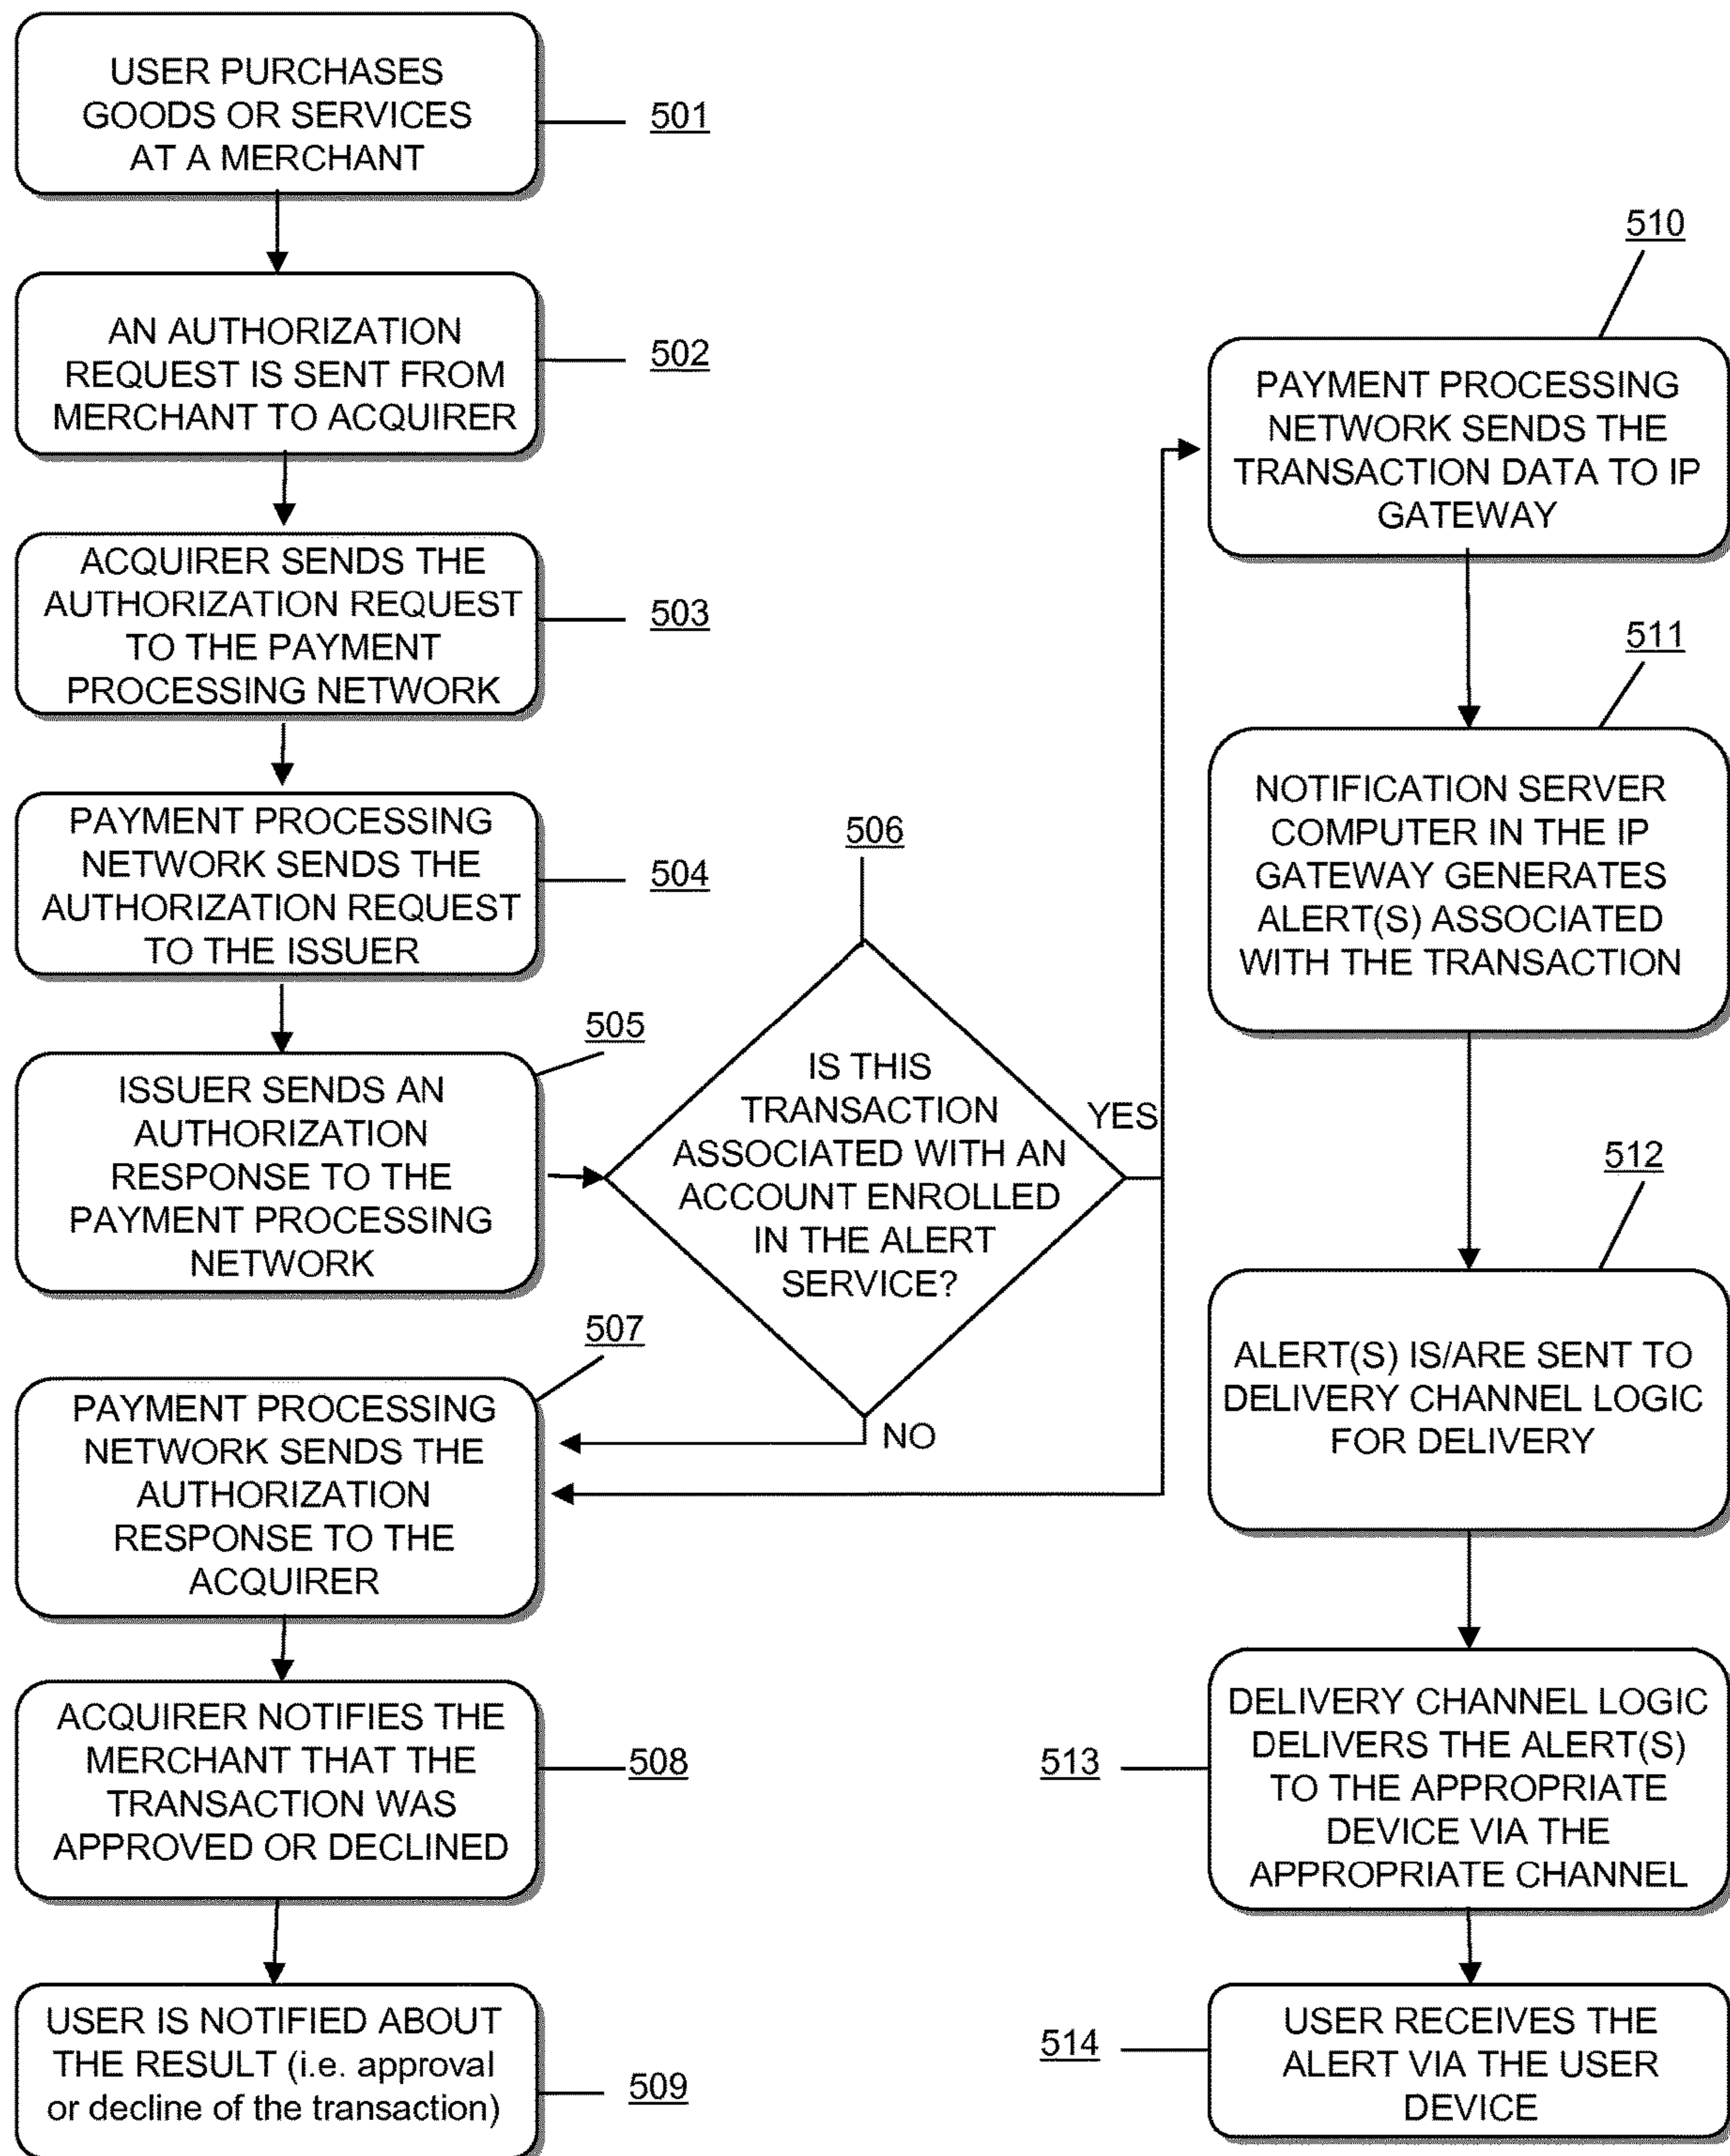 USER PURCHASES
GOODS OR SERVICES
AT A MERCHANT
501
AN AUTHORIZATION
REQUEST IS SENT FROM
MERCHANT TO ACQUIRER
502
ACQUIRER SENDS THE
AUTHORIZATION REQUEST
TO THE PAYMENT
PROCESSING NETWORK
503
PAYMENT PROCESSING
NETWORK SENDS THE
AUTHORIZATION REQUEST
TO THE ISSUER
504
ISSUER SENDS AN
AUTHORIZATION
RESPONSE TO THE
PAYMENT PROCESSING
NETWORK
505
506
IS THIS
TRANSACTION
ASSOCIATED WITH AN
ACCOUNT ENROLLED
IN THE ALERT
SERVICE?
YES
NO
507
PAYMENT PROCESSING
NETWORK SENDS THE
AUTHORIZATION
RESPONSE TO THE
ACQUIRER
ACQUIRER NOTIFIES THE
MERCHANT THAT THE
TRANSACTION WAS
APPROVED OR DECLINED
508
USER IS NOTIFIED ABOUT
THE RESULT (i.e. approval
or decline of the transaction)
509
510
PAYMENT PROCESSING
NETWORK SENDS THE
TRANSACTION DATA TO IP
GATEWAY
511
NOTIFICATION SERVER
COMPUTER IN THE IP
GATEWAY GENERATES
ALERT(S) ASSOCIATED
WITH THE TRANSACTION
512
ALERT(S) IS/ARE SENT TO
DELIVERY CHANNEL LOGIC
FOR DELIVERY
513
DELIVERY CHANNEL LOGIC
DELIVERS THE ALERT(S)
TO THE APPROPRIATE
DEVICE VIA THE
APPROPRIATE CHANNEL
514
USER RECEIVES THE
ALERT VIA THE USER
DEVICE